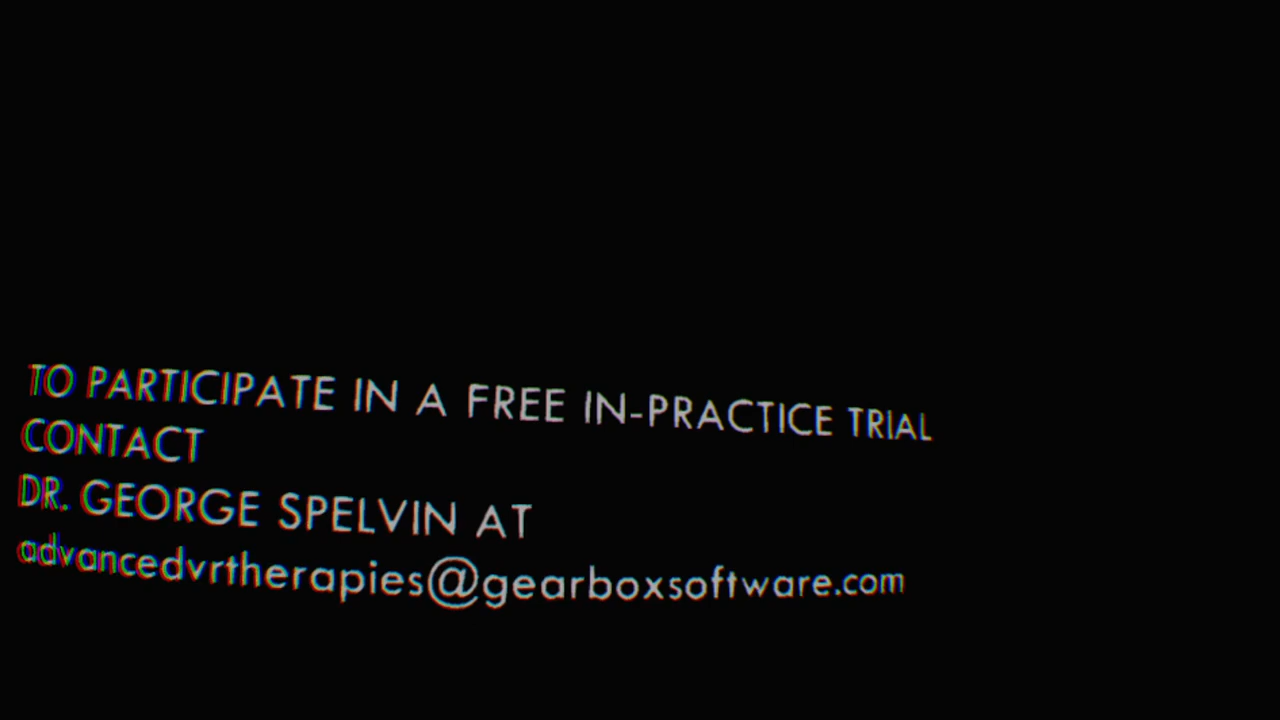 TO PARTICIPATE IN A FREE IN-PRACTICE TRIAL
CONTACT
DR. GEORGE SPELVIN AT
advancedvrtherapies@gearboxsoftware.com